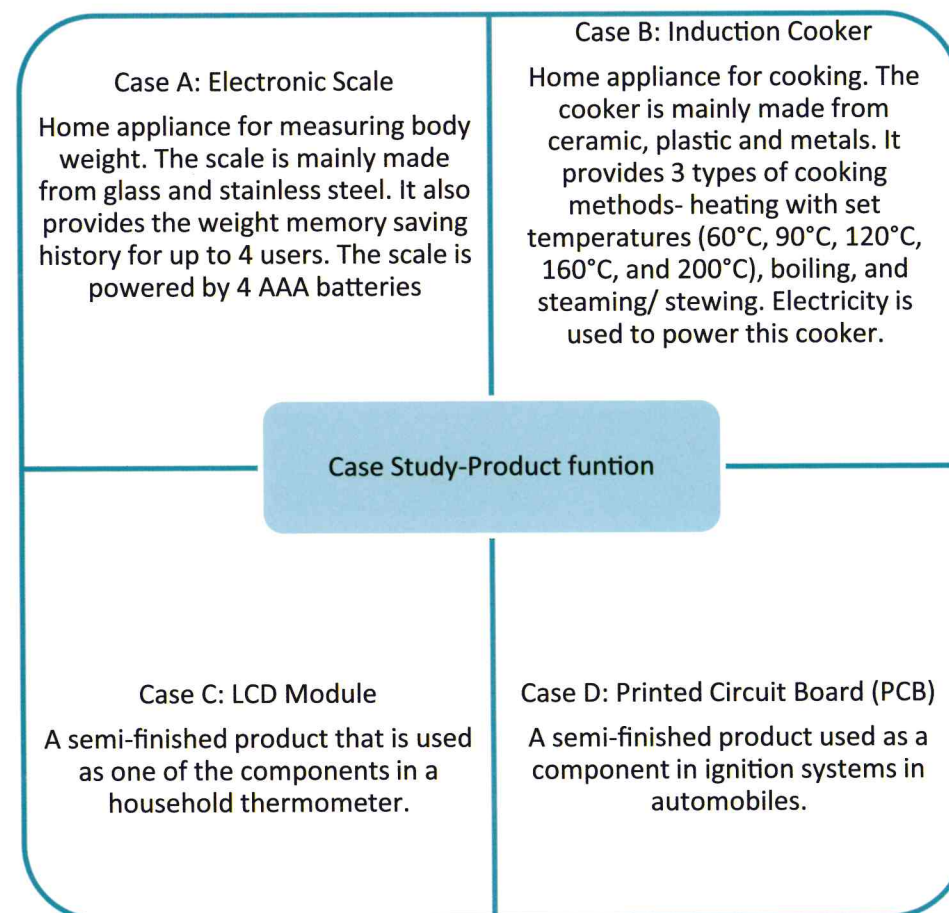 Case A: Electronic Scale
Home appliance for measuring body
weight. The scale is mainly made
from glass and stainless steel. It also
provides the weight memory saving
history for up to 4 users. The scale is
powered by 4 AAA batteries
Case B: Induction Cooker
Home appliance for cooking. The
cooker is mainly made from
ceramic, plastic and metals. It
provides 3 types of cooking
methods- heating with set
temperatures (60°C, 90°C, 120°C,
160°C, and 200°C), boiling, and
steaming/ stewing. Electricity is
used to power this cooker.
Case Study-Product funtion
Case C: LCD Module
A semi-finished product that is used
as one of the components in a
household thermometer.
Case D: Printed Circuit Board (PCB)
A semi-finished product used as a
component in ignition systems in
automobiles.